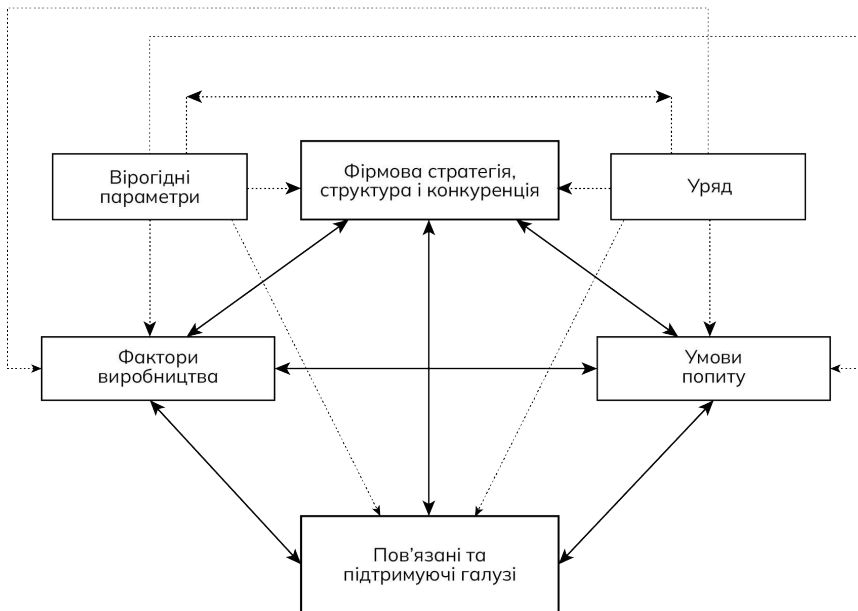 Вірогідні
параметри
Фірмова стратегія,
структура і конкуренція
Уряд
Фактори
виробництва
Умови
попиту
Пов’язані та
підтримуючі галузі